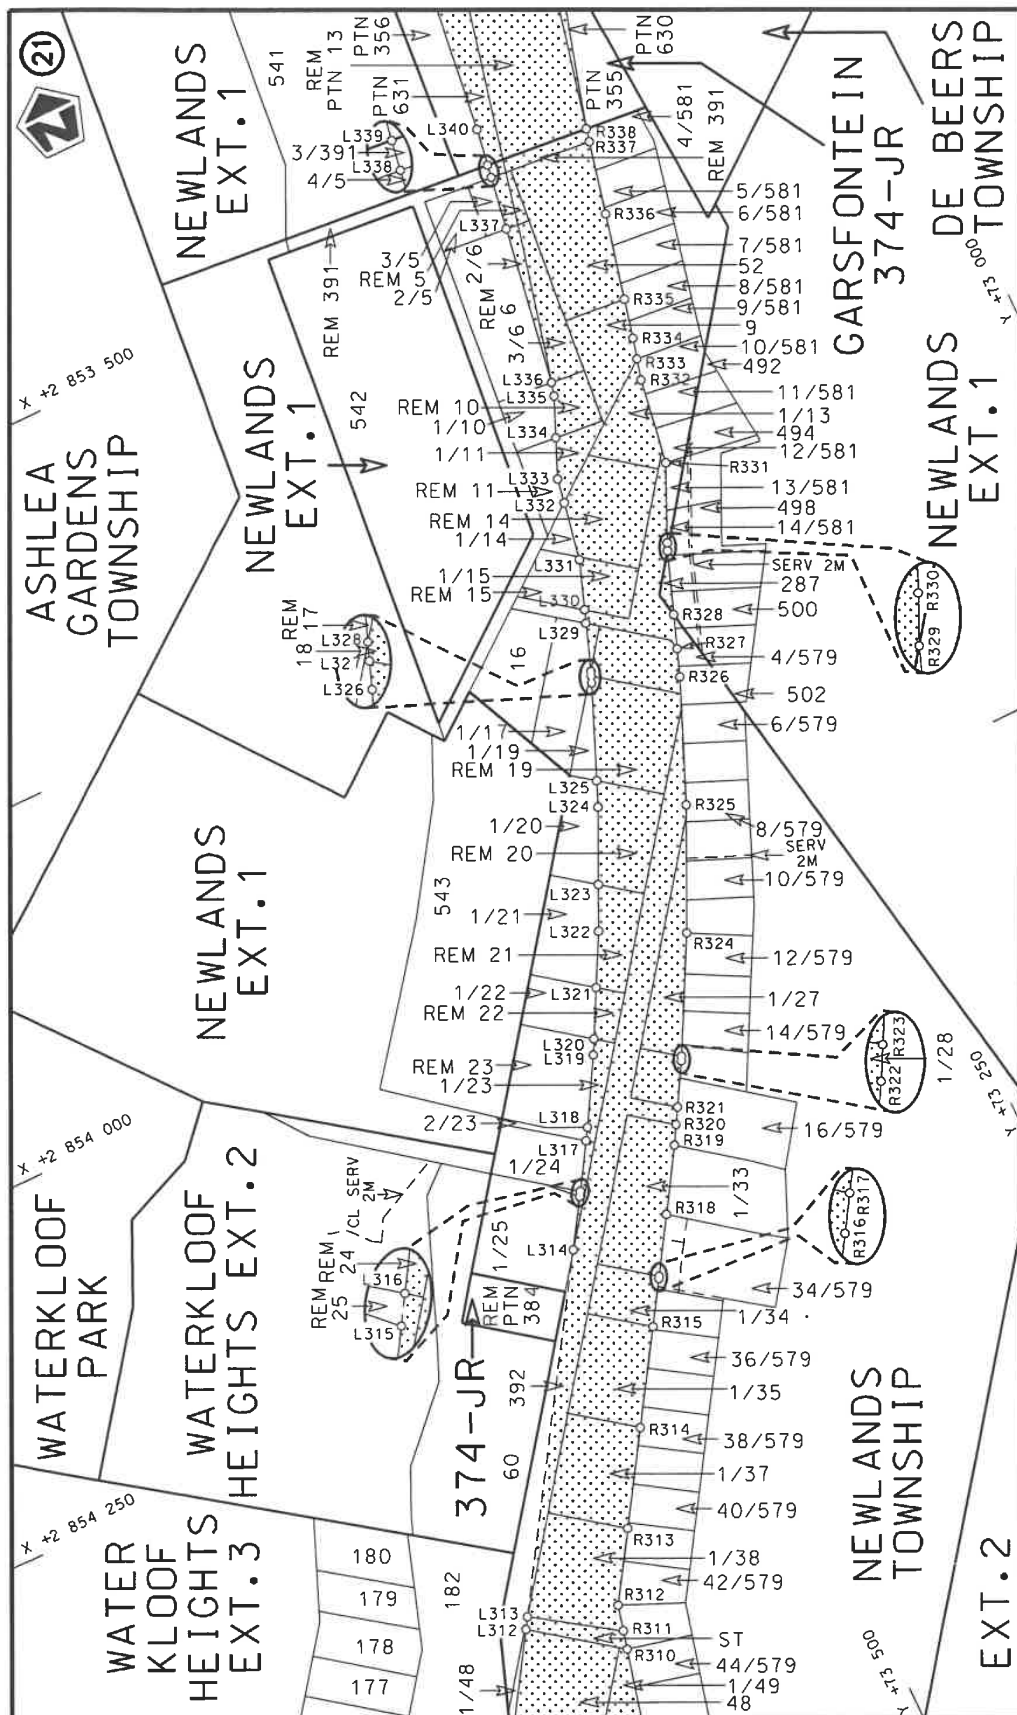 21
N
NEWLANDS
EXT.1
541
REM
PTN 13
PTN
356
PTN
631
L339
3/391
L338
4/5
L340
PTN
630
PTN
355
R338
R337
4/581
REM 391
DE BEERS
TOWNSHIP
GARSFONTEIN
374-JR
Y +73 000
X +2 853 500
REM 391
3/5
REM 5
2/5
L337
REM
2/6
6
3/6
R336
5/581
6/581
7/581
52
8/581
9/581
9
10/581
492
R335
R334
R333
R332
ASHLEA
GARDENS
TOWNSHIP
NEWLANDS
EXT.1
542
L336
L335
REM 10
1/10
L334
1/11
L333
REM 11
L332
REM 14
1/14
L331
1/15
REM 15
L330
L329
11/581
1/13
494
12/581
R331
13/581
498
14/581
SERV 2M
287
500
R328
R327
4/579
R326
502
6/579
NEWLANDS
EXT.1
R330
R329
REM
17
L328
18
L327
L326
16
1/17
1/19
REM 19
L325
L324
1/20
REM 20
R325
8/579
SERV
2M
10/579
NEWLANDS
EXT.1
543
L323
1/21
L322
REM 21
1/22
L321
REM 22
R324
12/579
1/27
14/579
L320
L319
REM 23
1/23
L318
2/23
L317
R323
R322
1/28
Y +73 250
R321
R320
R319
16/579
X +2 854 000
WATERKLOOF
PARK
WATERKLOOF
HEIGHTS EXT.2
1/24
/CL SERV
2M
REM
24
REM
25
L316
L315
1/25
L314
REM
PTN
384
1/33
R318
R317
R316
34/579
1/34
R315
36/579
1/35
374-JR
392
60
R314
38/579
1/37
40/579
NEWLANDS
TOWNSHIP
X +2 854 250
WATER
KLOOF
HEIGHTS
EXT.3
180
179
178
177
182
R313
1/38
42/579
L313
L312
R312
R311
R310
ST
44/579
1/49
48
1/48
Y +73 500
EXT.2